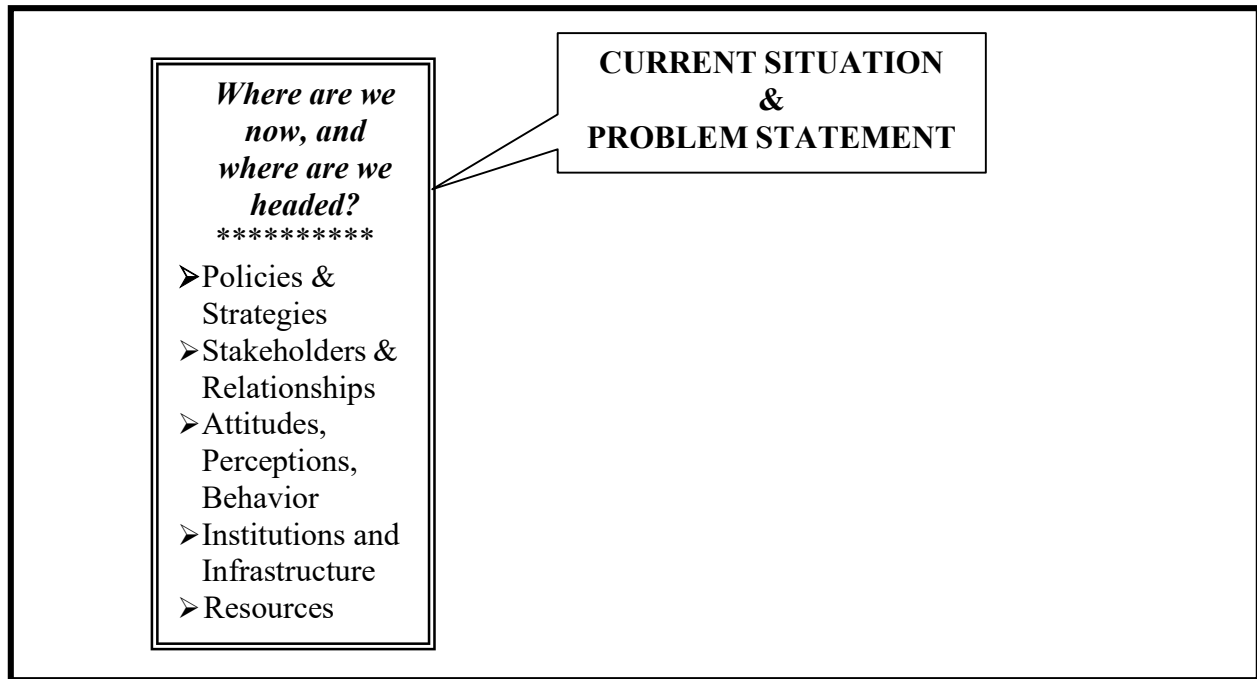 Where are we
now, and
where are we
headed?
**********
➢Policies &
Strategies
➢Stakeholders &
Relationships
➢Attitudes,
Perceptions,
Behavior
➢Institutions and
Infrastructure
➢Resources
CURRENT SITUATION
&
PROBLEM STATEMENT